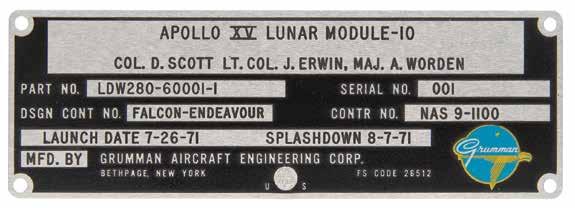 APOLLO XV LUNAR MODULE-10
COL. D. SCOTT LT. COL. J. ERWIN, MAJ. A. WORDEN
PART NO. LDW280-60001-1 SERIAL NO. 001
DSGN CONT NO. FALCON-ENDEAVOUR CONTR NO. NAS 9-1100
LAUNCH DATE 7-26-71 SPLASHDOWN 8-7-71
MFD. BY GRUMMAN AIRCRAFT ENGINEERING CORP.
Grumman
BETHPAGE, NEW YORK U S FS CODE 26512